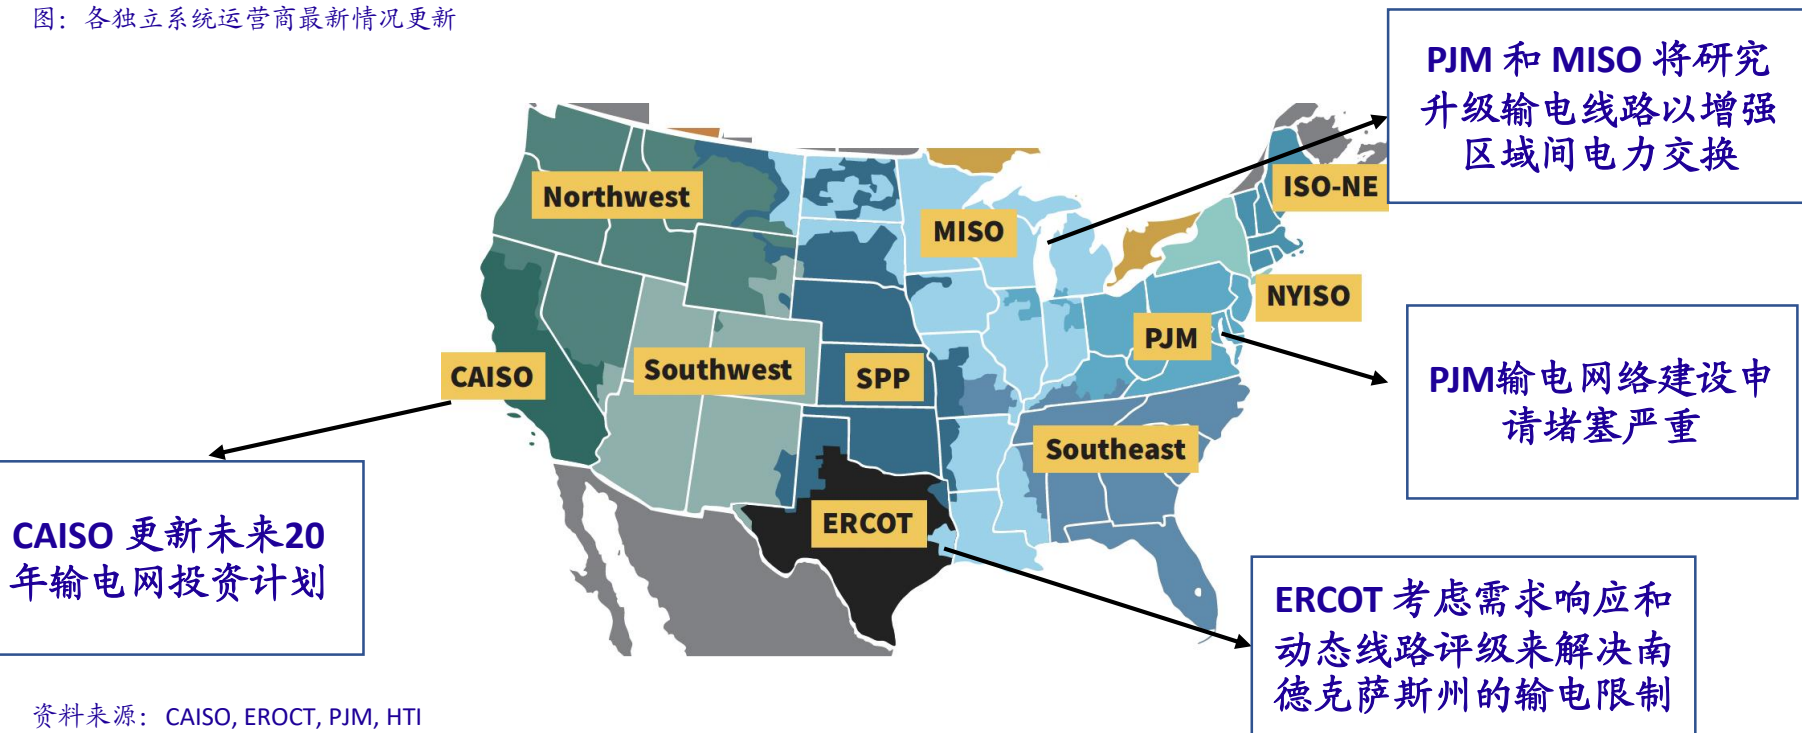 图：各独立系统运营商最新情况更新
PJM 和 MISO 将研究
升级输电线路以增强
区域间电力交换
Northwest
MISO
ISO-NE
NYISO
PJM
CAISO
Southwest
SPP
Southeast
ERCOT
PJM输电网络建设申
请堵塞严重
CAISO 更新未来20
年输电网投资计划
ERCOT 考虑需求响应和
动态线路评级来解决南
德克萨斯州的输电限制
资料来源：CAISO, EROCT, PJM, HTI